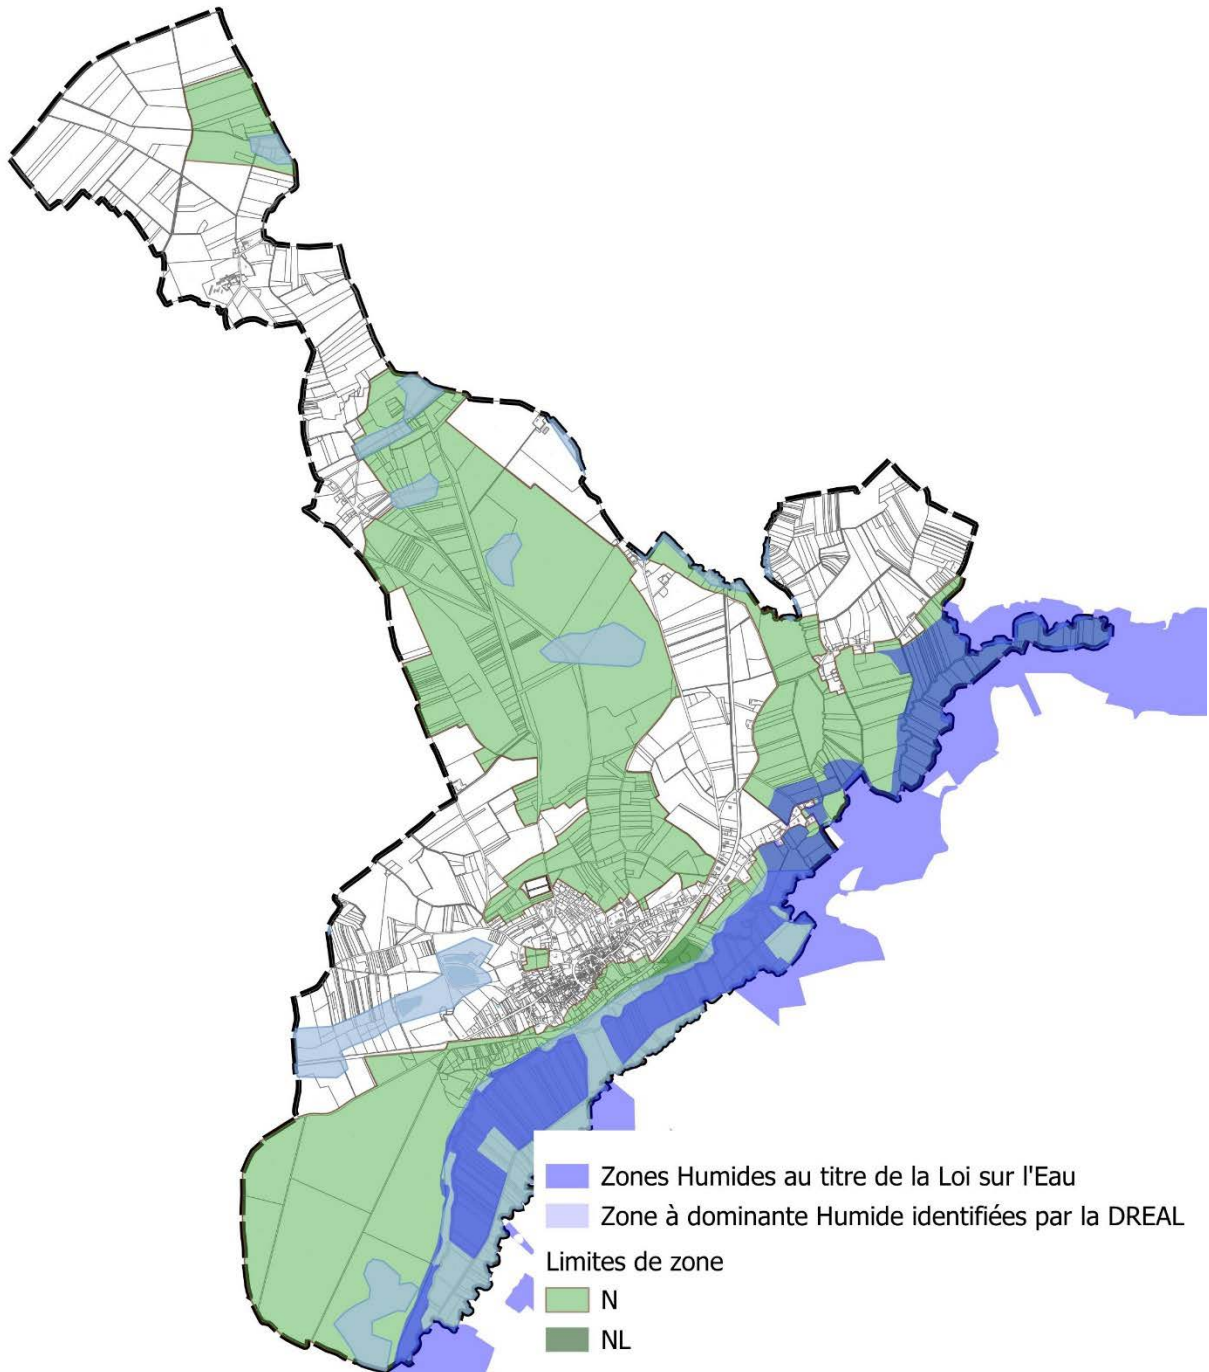 Zones Humides au titre de la Loi sur l'Eau
Zone à dominante Humide identifiées par la DREAL
Limites de zone
N
NL